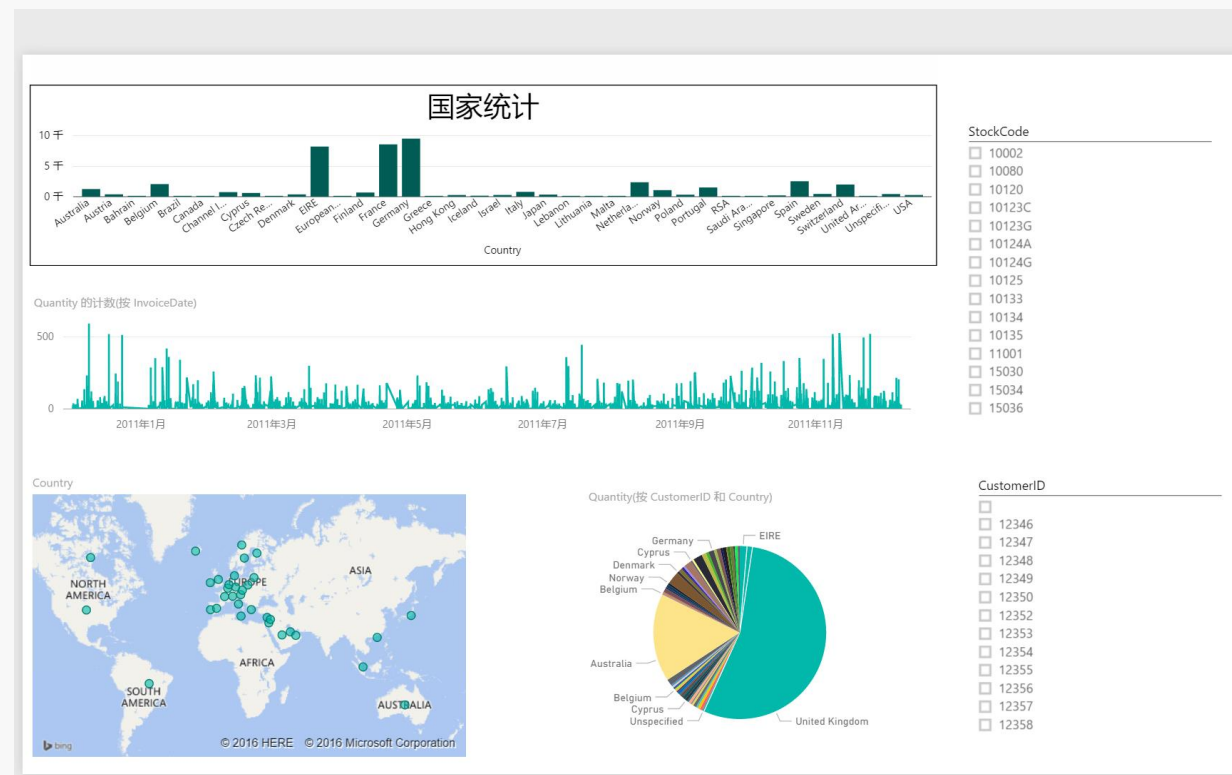 国家统计
10 千
5 千
0 千
Australia
Austria
Bahrain
Belgium
Brazil
Canada
Channel I...
Cyprus
Czech Re...
Denmark
EIRE
European...
Finland
France
Germany
Greece
Hong Kong
Iceland
Israel
Italy
Japan
Lebanon
Lithuania
Malta
Netherla...
Norway
Poland
Portugal
RSA
Saudi Ara...
Singapore
Spain
Sweden
Switzerland
United Ar...
Unspecifi...
USA
Country
Quantity 的计数(按 InvoiceDate)
500
0
2011年1月
2011年3月
2011年5月
2011年7月
2011年9月
2011年11月
Country
NORTH
AMERICA
EUROPE
ASIA
AFRICA
SOUTH
AMERICA
AUSTRALIA
bing
© 2016 HERE © 2016 Microsoft Corporation
Quantity(按 CustomerID 和 Country)
EIRE
Germany
Cyprus
Denmark
Norway
Belgium
Australia
Belgium
Cyprus
Unspecified
United Kingdom
StockCode
10002
10080
10120
10123C
10123G
10124A
10124G
10125
10133
10134
10135
11001
15030
15034
15036
CustomerID
12346
12347
12348
12349
12350
12352
12353
12354
12355
12356
12357
12358